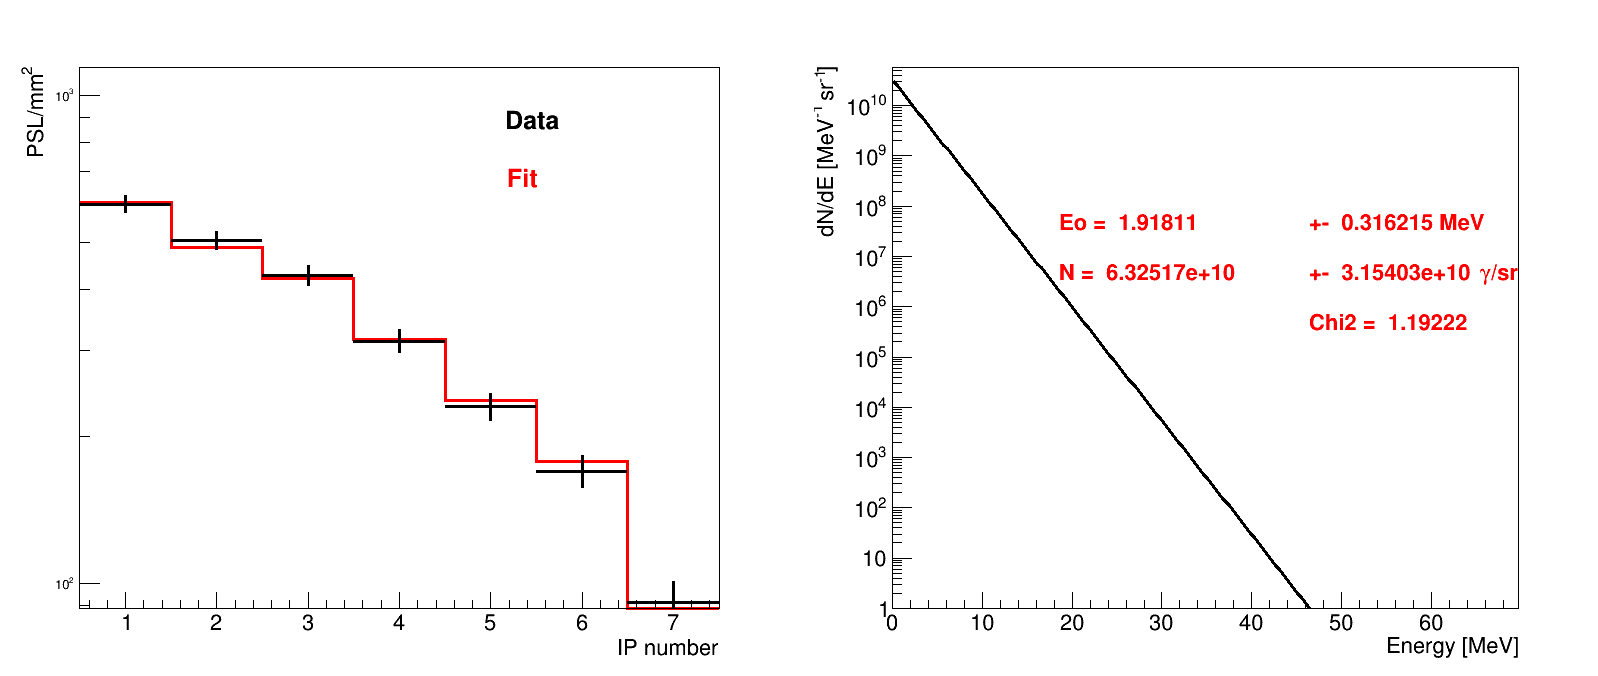 PSL/mm²
10³
10²
Data
Fit
1 2 3 4 5 6 7
IP number
dN/dE [MeV⁻¹ sr⁻¹]
10¹⁰
10⁹
10⁸
10⁷
10⁶
10⁵
10⁴
10³
10²
10
1
Eo = 1.91811 +- 0.316215 MeV
N = 6.32517e+10 +- 3.15403e+10 γ/sr
Chi2 = 1.19222
0 10 20 30 40 50 60
Energy [MeV]